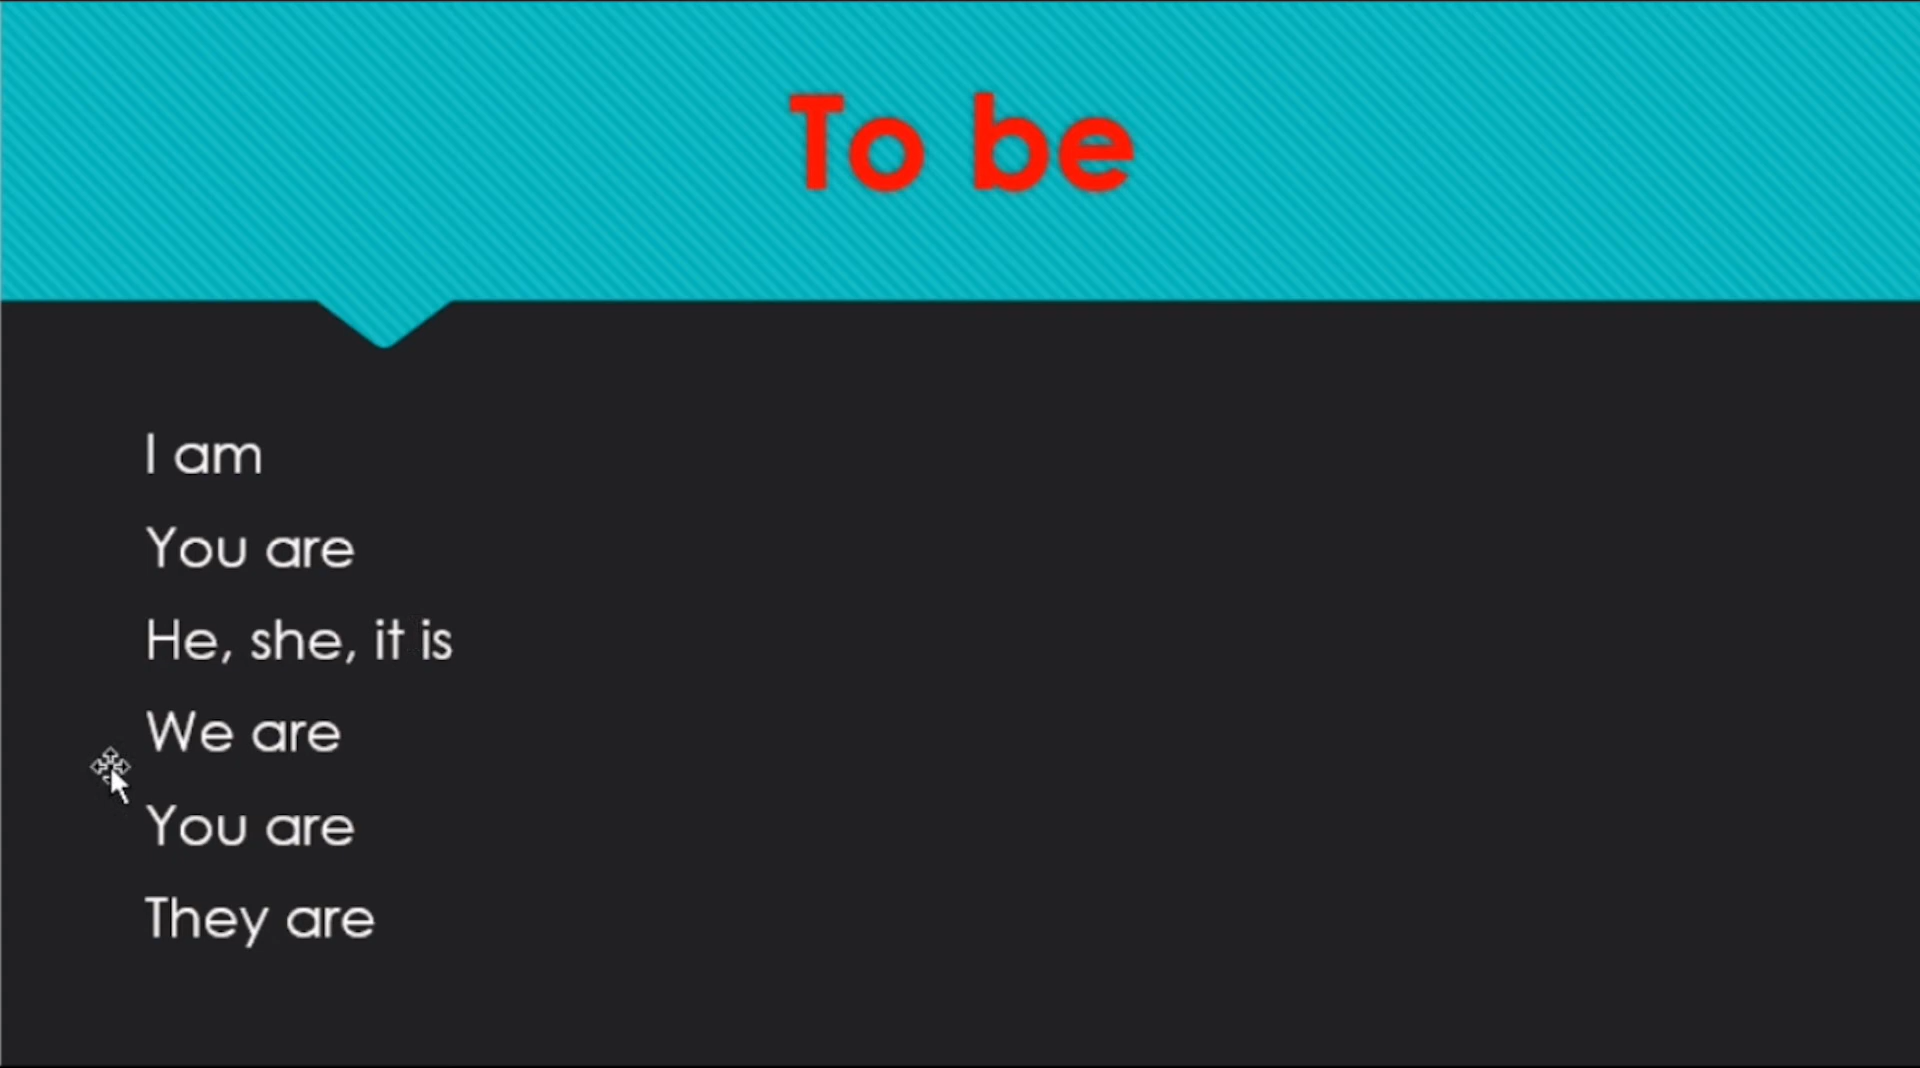 To be
I am
You are
He, she, it is
We are
You are
They are